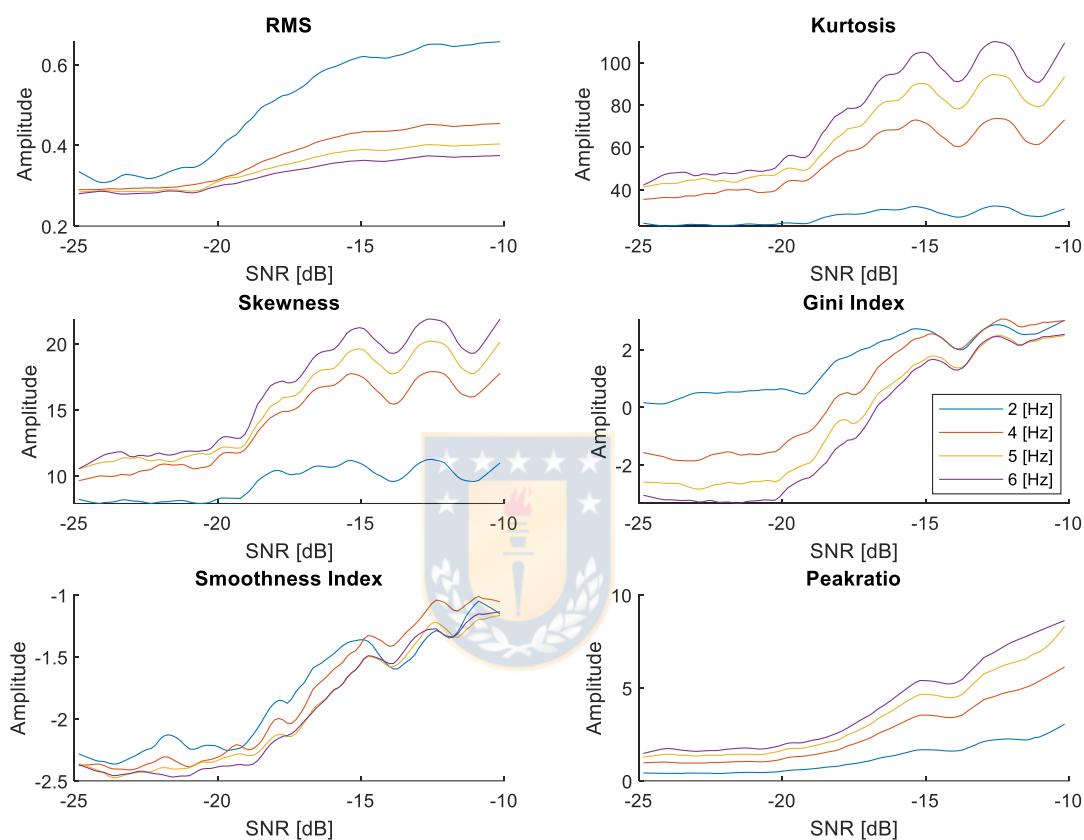 RMS
Amplitude
0.6
0.4
0.2
-25
-20
-15
-10
SNR [dB]
Kurtosis
Amplitude
100
80
60
40
-25
-20
-15
-10
SNR [dB]
Skewness
Amplitude
20
15
10
-25
-20
-15
-10
SNR [dB]
Gini Index
Amplitude
2
0
-2
2 [Hz]
4 [Hz]
5 [Hz]
6 [Hz]
-25
-20
-15
-10
SNR [dB]
Smoothness Index
Amplitude
-1
-1.5
-2
-2.5
-25
-20
-15
-10
SNR [dB]
Peakratio
Amplitude
10
5
0
-25
-20
-15
-10
SNR [dB]